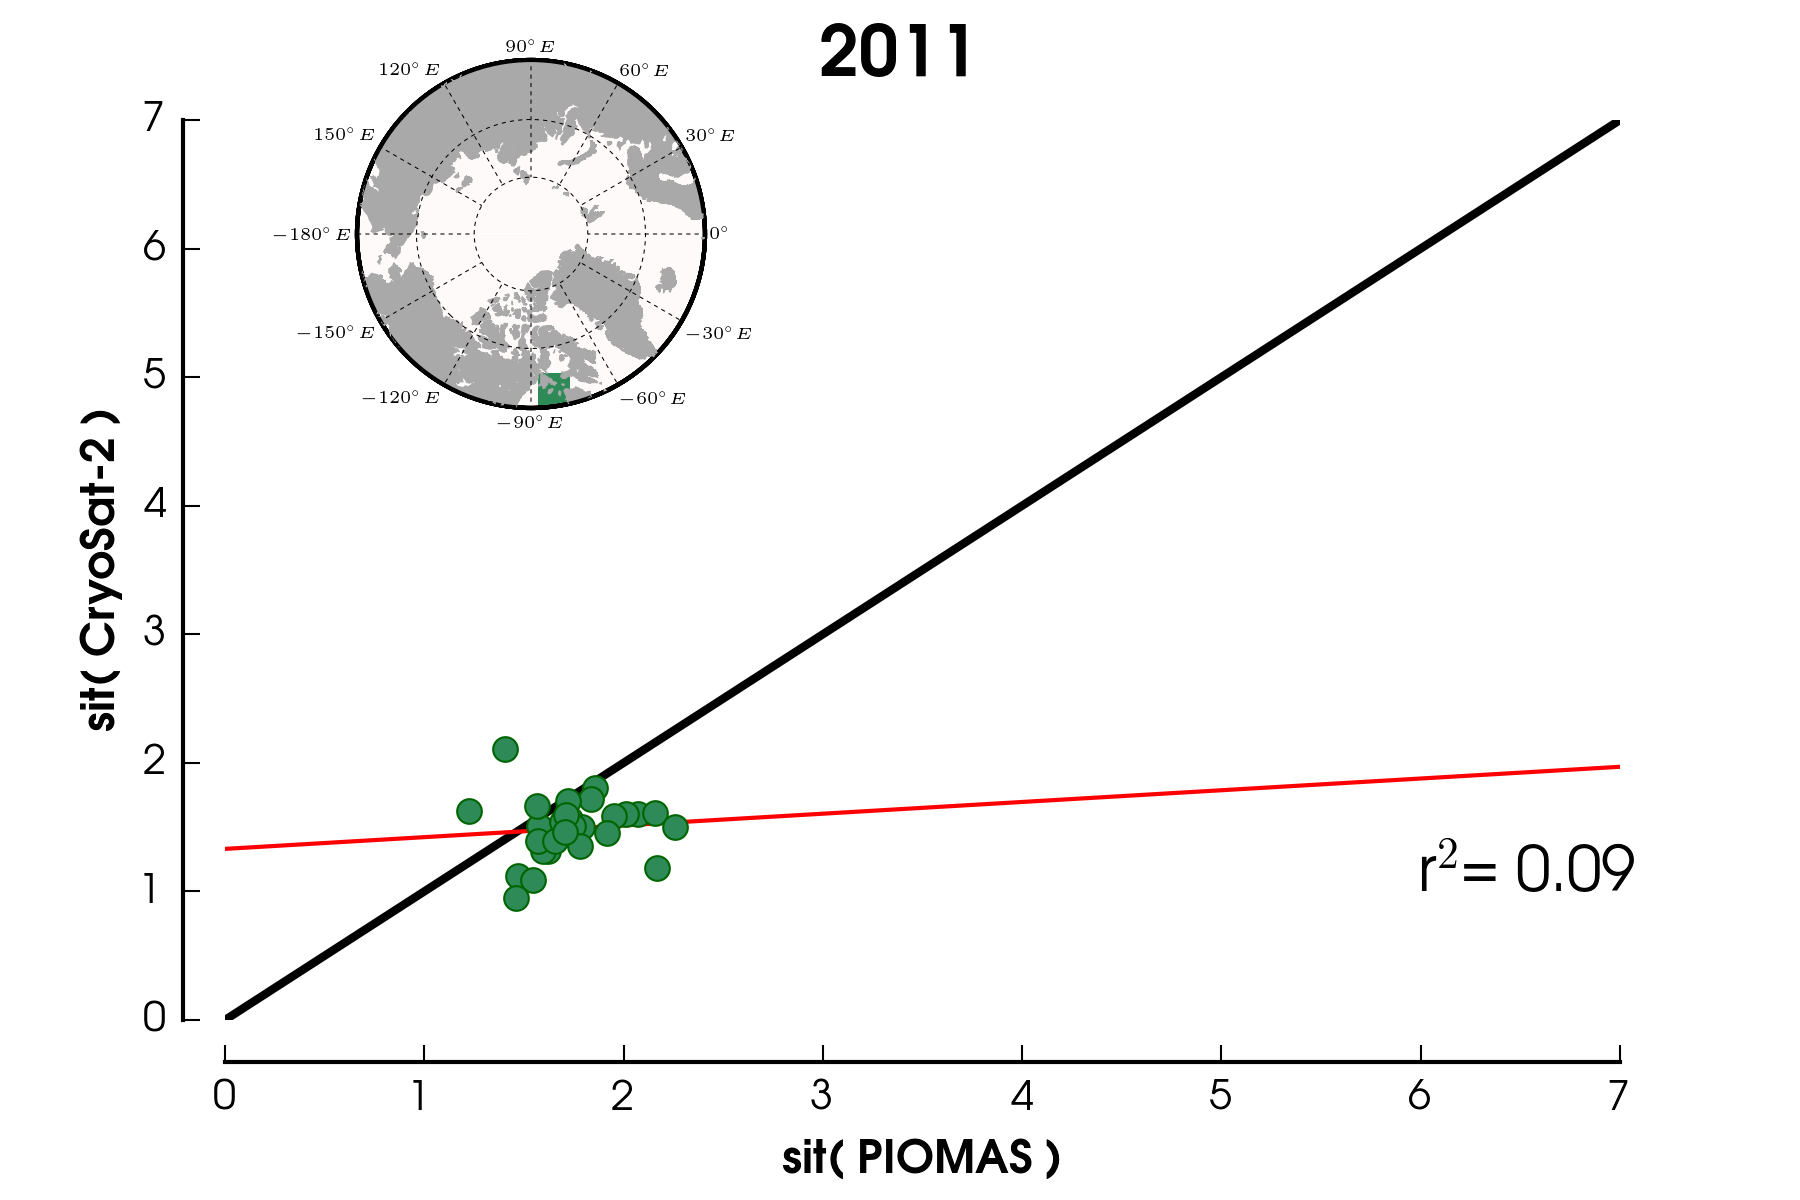 2011
90° E
120° E
60° E
150° E
30° E
−180° E
0°
−150° E
−30° E
−120° E
−60° E
−90° E
7
6
5
4
3
2
1
0
sit( CryoSat-2 )
r²= 0.09
0 1 2 3 4 5 6 7
sit( PIOMAS )